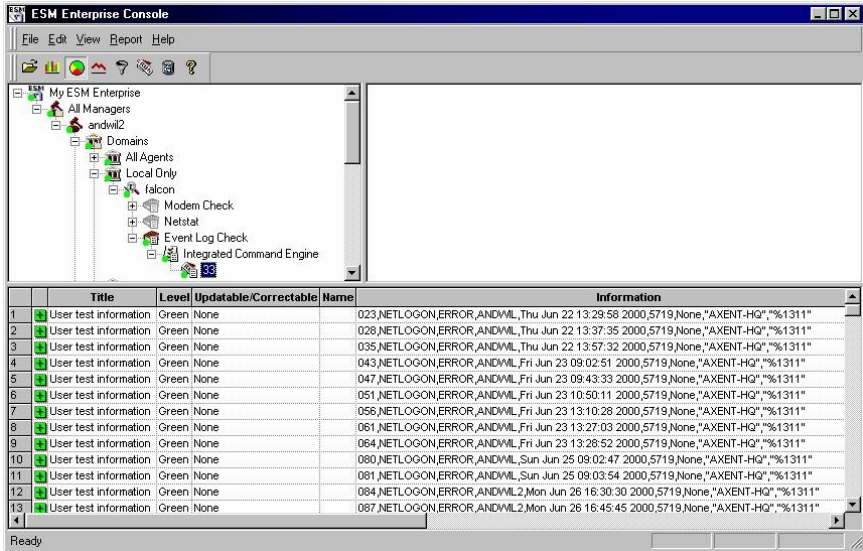 ESM Enterprise Console
File Edit View Report Help
My ESM Enterprise
All Managers
andwil2
Domains
All Agents
Local Only
falcon
Modem Check
Netstat
Event Log Check
Integrated Command Engine
33
Title Level Updatable/Correctable Name Information
1 User test information Green None 023,NETLOGON,ERROR,ANDWIL,Thu Jun 22 13:29:58 2000,5719,None,"AXENT-HQ","%1311"
2 User test information Green None 028,NETLOGON,ERROR,ANDWIL,Thu Jun 22 13:37:35 2000,5719,None,"AXENT-HQ","%1311"
3 User test information Green None 035,NETLOGON,ERROR,ANDWIL,Thu Jun 22 13:57:32 2000,5719,None,"AXENT-HQ","%1311"
4 User test information Green None 043,NETLOGON,ERROR,ANDWIL,Fri Jun 23 09:02:51 2000,5719,None,"AXENT-HQ","%1311"
5 User test information Green None 047,NETLOGON,ERROR,ANDWIL,Fri Jun 23 09:43:33 2000,5719,None,"AXENT-HQ","%1311"
6 User test information Green None 051,NETLOGON,ERROR,ANDWIL,Fri Jun 23 10:50:11 2000,5719,None,"AXENT-HQ","%1311"
7 User test information Green None 056,NETLOGON,ERROR,ANDWIL,Fri Jun 23 13:10:28 2000,5719,None,"AXENT-HQ","%1311"
8 User test information Green None 061,NETLOGON,ERROR,ANDWIL,Fri Jun 23 13:27:03 2000,5719,None,"AXENT-HQ","%1311"
9 User test information Green None 064,NETLOGON,ERROR,ANDWIL,Fri Jun 23 13:28:52 2000,5719,None,"AXENT-HQ","%1311"
10 User test information Green None 080,NETLOGON,ERROR,ANDWIL,Sun Jun 25 09:02:47 2000,5719,None,"AXENT-HQ","%1311"
11 User test information Green None 081,NETLOGON,ERROR,ANDWIL,Sun Jun 25 09:03:54 2000,5719,None,"AXENT-HQ","%1311"
12 User test information Green None 084,NETLOGON,ERROR,ANDWIL2,Mon Jun 26 16:30:30 2000,5719,None,"AXENT-HQ","%1311"
13 User test information Green None 087,NETLOGON,ERROR,ANDWIL2,Mon Jun 26 16:45:45 2000,5719,None,"AXENT-HQ","%1311"
Ready